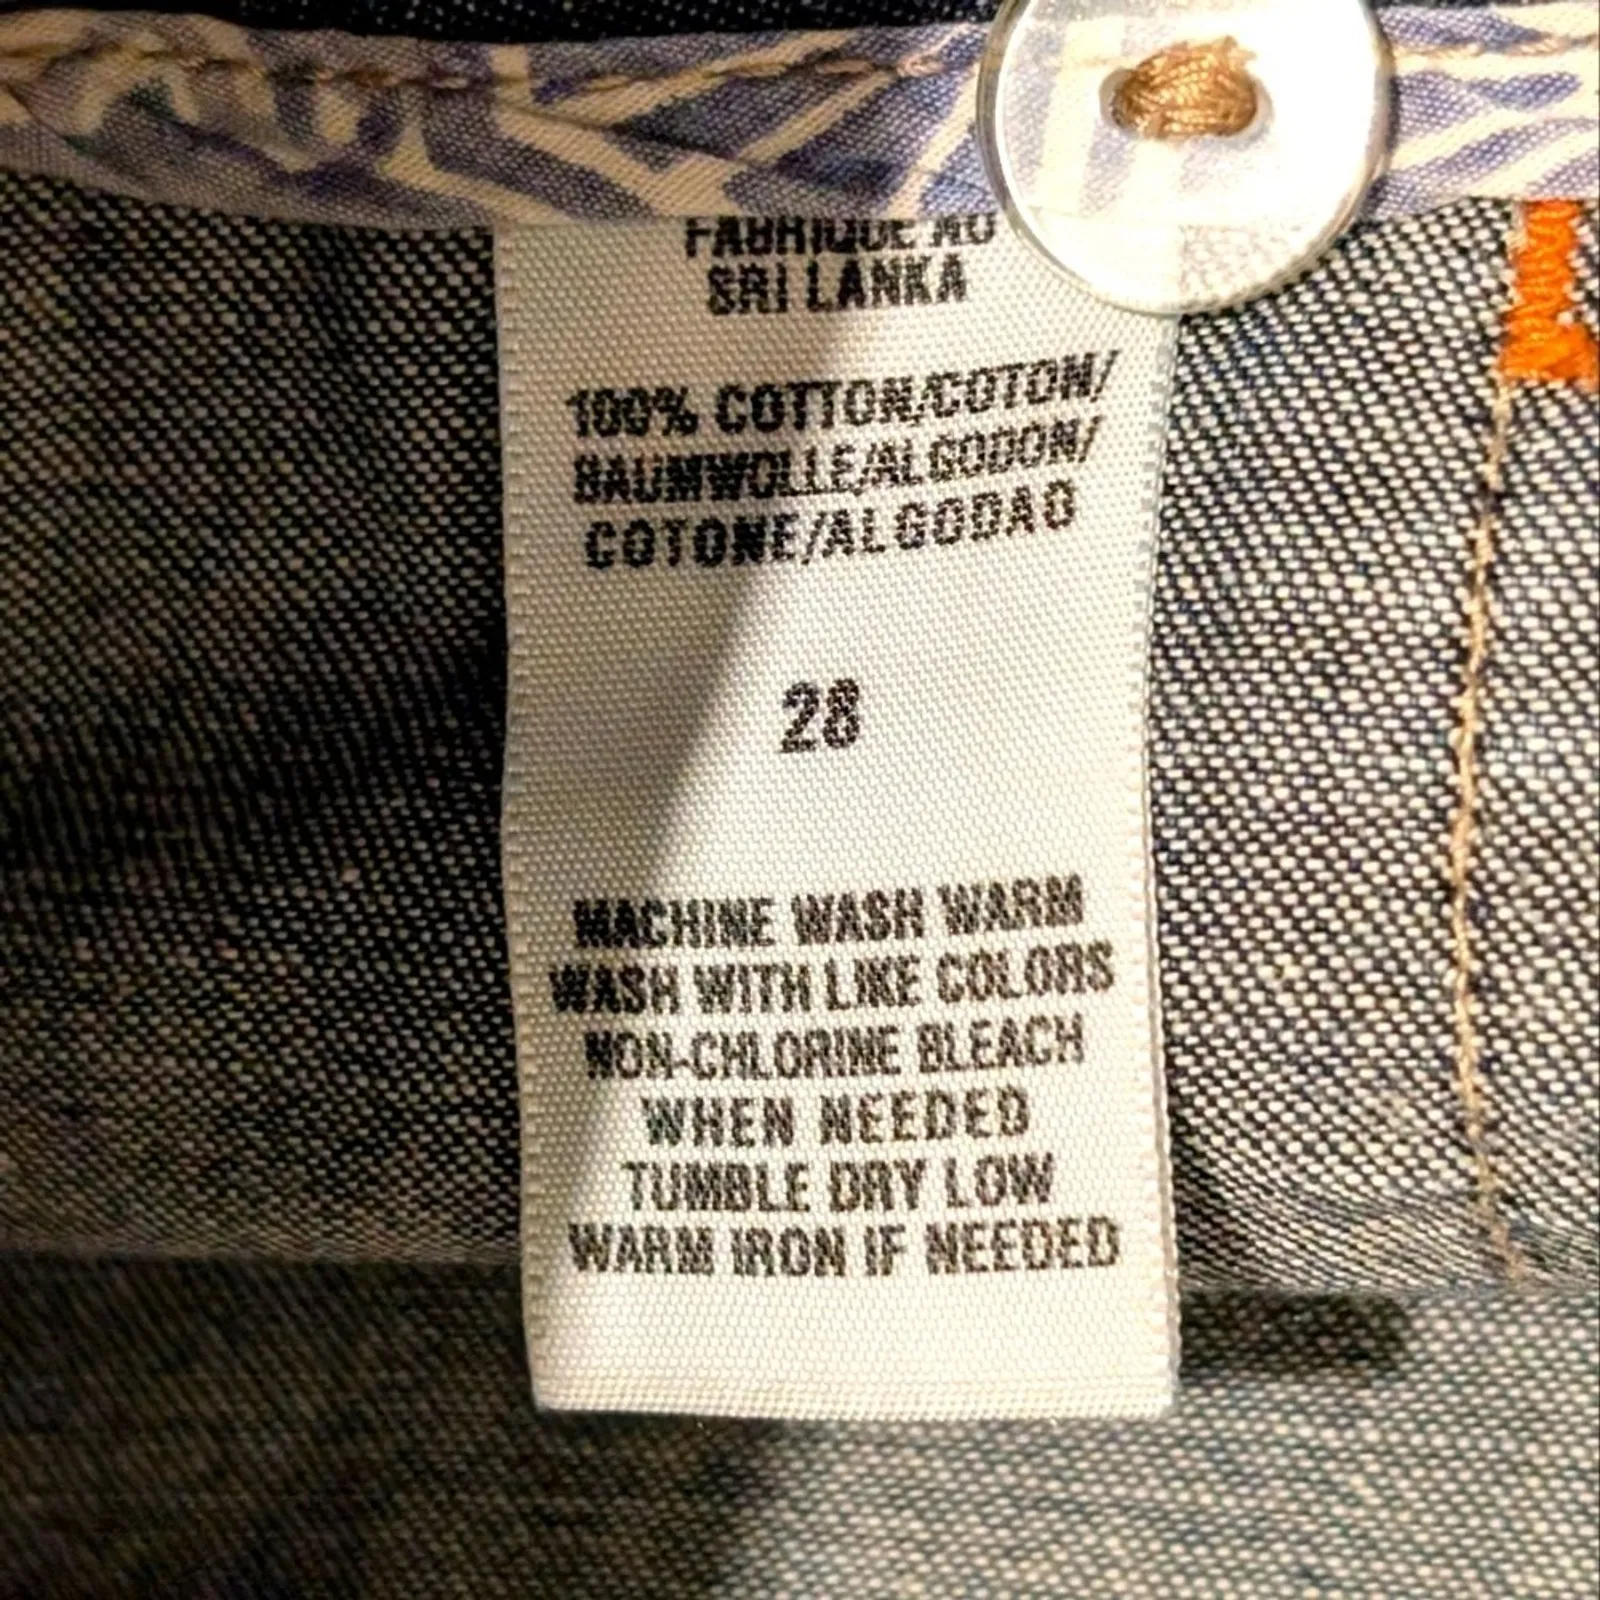 FABRIQUE AU
SRI LANKA
100% COTTON/COTON/
BAUMWOLLE/ALGODON/
COTONE/ALGODAO
28
MACHINE WASH WARM
WASH WITH LIKE COLORS
NON-CHLORINE BLEACH
WHEN NEEDED
TUMBLE DRY LOW
WARM IRON IF NEEDED